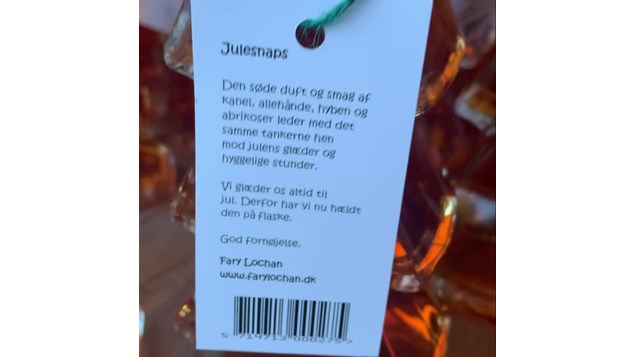 Julesnaps
Den søde duft og smag af
kanel, allehånde, hyben og
abrikoser leder med det
samme tankerne hen
mod julens glæder og
hyggelige stunder.
Vi glæder os altid til
jul. Derfor har vi nu hældt
den på flaske.
God fornøjelse.
Fary Lochan
www.farylochan.dk